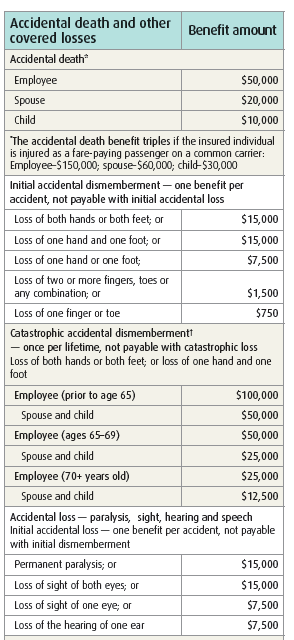 Accidental death and other
covered losses
Benefit amount
Accidental death*
Employee $50,000
Spouse $20,000
Child $10,000
*The accidental death benefit triples if the insured individual
is injured as a fare-paying passenger on a common carrier:
Employee-$150,000; spouse-$60,000; child-$30,000
Initial accidental dismemberment — one benefit per
accident, not payable with initial accidental loss
Loss of both hands or both feet; or $15,000
Loss of one hand and one foot; or $15,000
Loss of one hand or one foot; $7,500
Loss of two or more fingers, toes or
any combination; or $1,500
Loss of one finger or toe $750
Catastrophic accidental dismemberment†
— once per lifetime, not payable with catastrophic loss
Loss of both hands or both feet; or loss of one hand and one
foot
Employee (prior to age 65) $100,000
Spouse and child $50,000
Employee (ages 65–69) $50,000
Spouse and child $25,000
Employee (70+ years old) $25,000
Spouse and child $12,500
Accidental loss — paralysis, sight, hearing and speech
Initial accidental loss — one benefit per accident, not payable
with initial dismemberment
Permanent paralysis; or $15,000
Loss of sight of both eyes; or $15,000
Loss of sight of one eye; or $7,500
Loss of the hearing of one ear $7,500